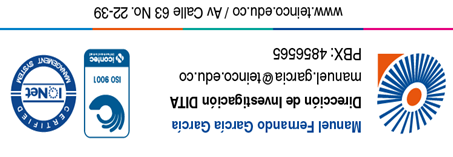 Manuel Fernando García García
Dirección de Investigación DITA
manuel.garcia@teinco.edu.co
PBX: 4856565
icontec
ISO 9001
CERTIFIED
IQNet
MANAGEMENT SYSTEM
www.teinco.edu.co / Av Calle 63 No. 22-39